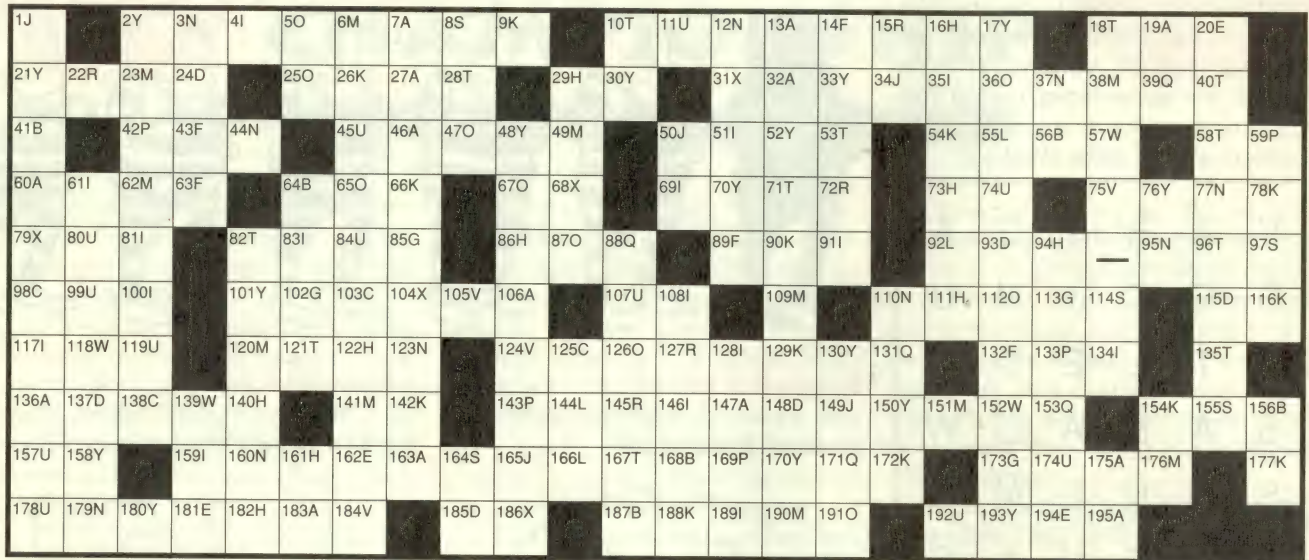 1J 2Y 3N 4I 5O 6M 7A 8S 9K 10T 11U 12N 13A 14F 15R 16H 17Y 18T 19A 20E
21Y 22R 23M 24D 25O 26K 27A 28T 29H 30Y 31X 32A 33Y 34J 35I 36O 37N 38M 39Q 40T
41B 42P 43F 44N 45U 46A 47O 48Y 49M 50J 51I 52Y 53T 54K 55L 56B 57W 58T 59P
60A 61I 62M 63F 64B 65O 66K 67O 68X 69I 70Y 71T 72R 73H 74U 75V 76Y 77N 78K
79X 80U 81I 82T 83I 84U 85G 86H 87O 88Q 89F 90K 91I 92L 93D 94H — 95N 96T 97S
98C 99U 100I 101Y 102G 103C 104X 105V 106A 107U 108I 109M 110N 111H 112O 113G 114S 115D 116K
117I 118W 119U 120M 121T 122H 123N 124V 125C 126O 127R 128I 129K 130Y 131Q 132F 133P 134I 135T
136A 137D 138C 139W 140H 141M 142K 143P 144L 145R 146I 147A 148D 149J 150Y 151M 152W 153Q 154K 155S 156B
157U 158Y 159I 160N 161H 162E 163A 164S 165J 166L 167T 168B 169P 170Y 171Q 172K 173G 174U 175A 176M 177K
178U 179N 180Y 181E 182H 183A 184V 185D 186X 187B 188K 189I 190M 191O 192U 193Y 194E 195A